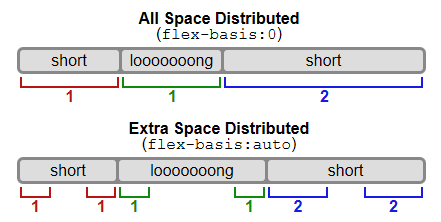 All Space Distributed
(flex-basis:0)
short looooooong short
1 1 2
Extra Space Distributed
(flex-basis:auto)
short looooooong short
1 1 1 1 2 2